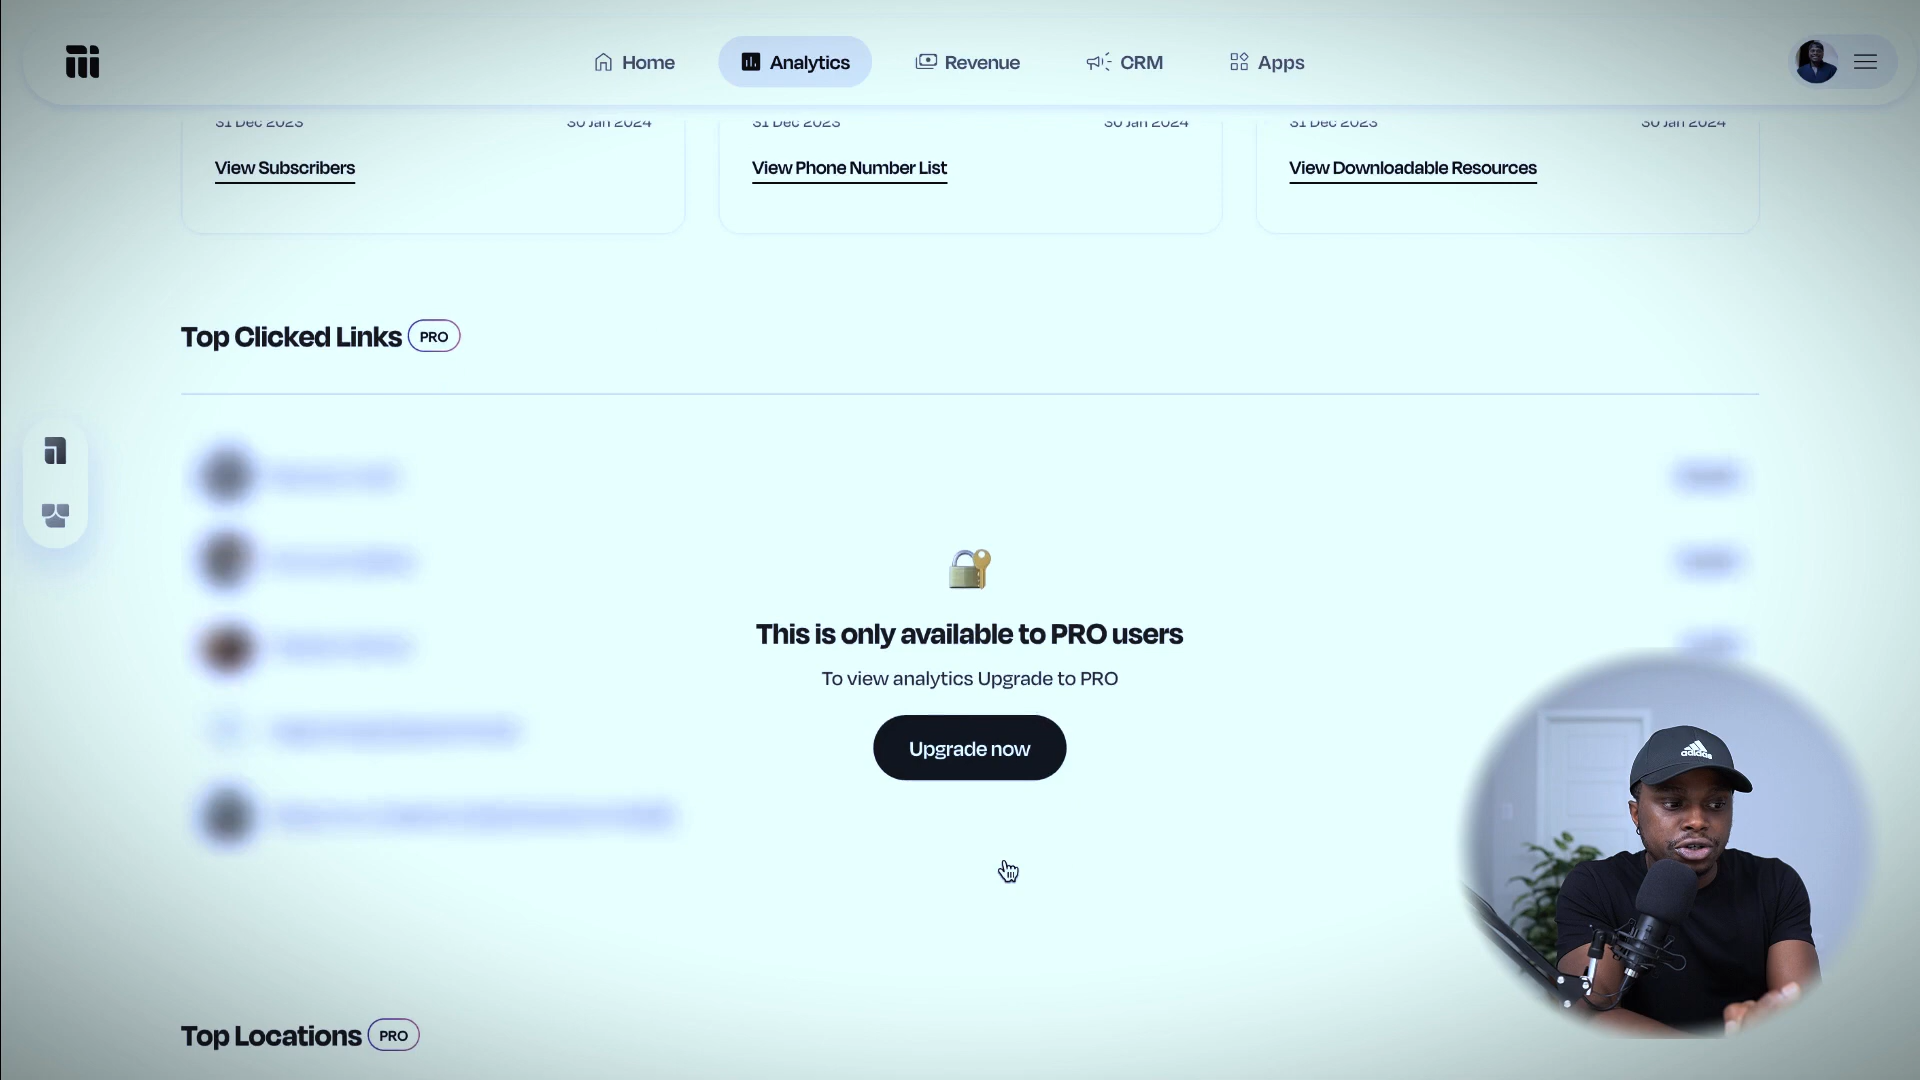 Home
Analytics
Revenue
CRM
Apps
31 Dec 2023
30 Jan 2024
31 Dec 2023
30 Jan 2024
31 Dec 2023
30 Jan 2024
View Subscribers
View Phone Number List
View Downloadable Resources
Top Clicked Links PRO
This is only available to PRO users
To view analytics Upgrade to PRO
Upgrade now
adidas
Top Locations PRO